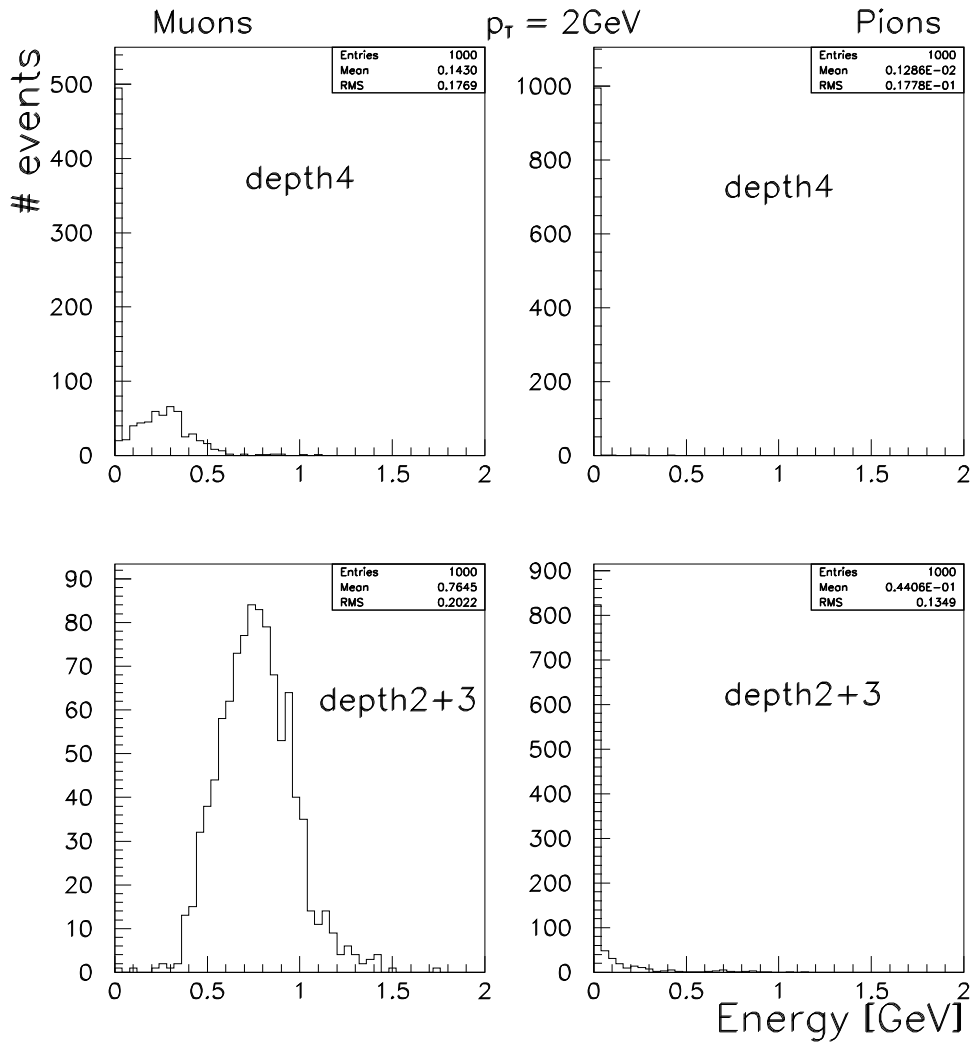 Muons
p_T = 2GeV
Pions
# events
Entries 1000
Mean 0.1430
RMS 0.1769
depth4
500
400
300
200
100
0
0 0.5 1 1.5 2
Entries 1000
Mean 0.1286E-02
RMS 0.1778E-01
depth4
1000
800
600
400
200
0
0 0.5 1 1.5 2
Entries 1000
Mean 0.7645
RMS 0.2022
depth2+3
90
80
70
60
50
40
30
20
10
0
0 0.5 1 1.5 2
Entries 1000
Mean 0.4406E-01
RMS 0.1349
depth2+3
900
800
700
600
500
400
300
200
100
0
0 0.5 1 1.5 2
Energy [GeV]